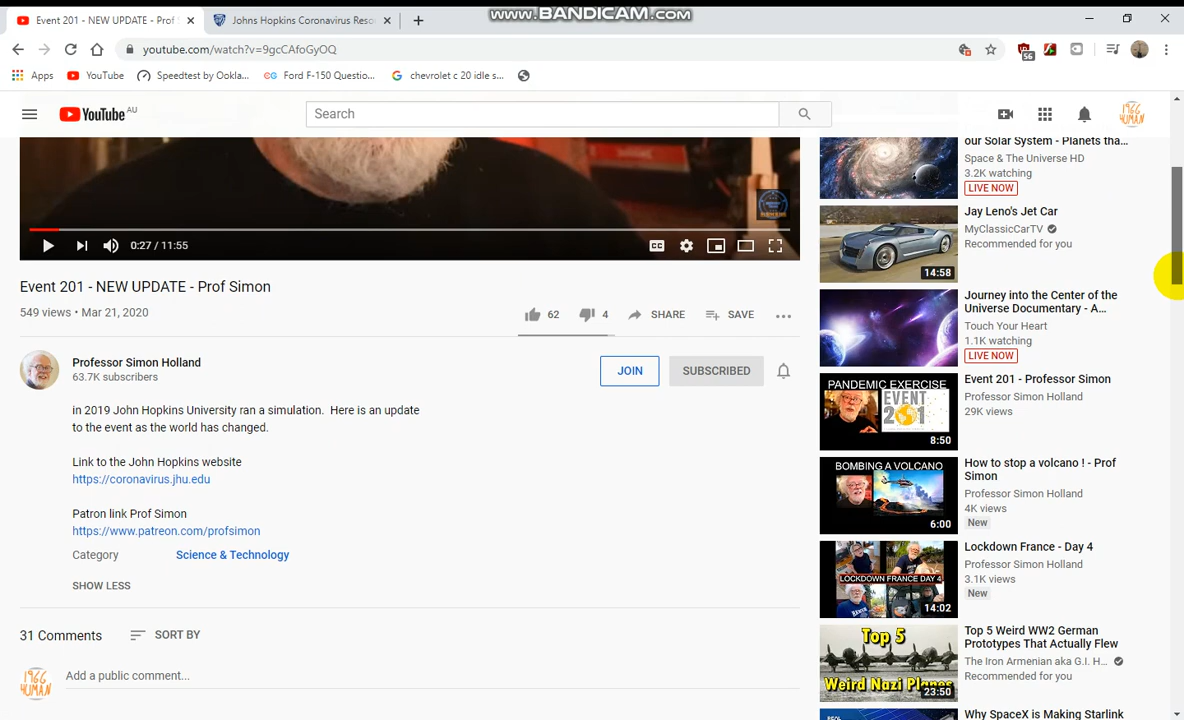 www.BANDICAM.com
Event 201 - NEW UPDATE - Prof S
Johns Hopkins Coronavirus Reso
youtube.com/watch?v=9gcCAfoGyOQ
56
Apps
YouTube
Speedtest by Ookla...
Ford F-150 Questio...
chevrolet c 20 idle s...
YouTube AU
Search
1966 HUMAN
0:27 / 11:55
CC
Event 201 - NEW UPDATE - Prof Simon
549 views • Mar 21, 2020
62
4
SHARE
SAVE
Professor Simon Holland
63.7K subscribers
JOIN
SUBSCRIBED
in 2019 John Hopkins University ran a simulation. Here is an update
to the event as the world has changed.
Link to the John Hopkins website
https://coronavirus.jhu.edu
Patron link Prof Simon
https://www.patreon.com/profsimon
Category
Science & Technology
SHOW LESS
31 Comments
SORT BY
1966 HUMAN
Add a public comment...
our Solar System - Planets tha...
Space & The Universe HD
3.2K watching
LIVE NOW
14:58
Jay Leno's Jet Car
MyClassicCarTV
Recommended for you
Journey into the Center of the
Universe Documentary - A...
Touch Your Heart
1.1K watching
LIVE NOW
PANDEMIC EXERCISE
EVENT
201
8:50
Event 201 - Professor Simon
Professor Simon Holland
29K views
BOMBING A VOLCANO
6:00
How to stop a volcano ! - Prof
Simon
Professor Simon Holland
4K views
New
LOCKDOWN FRANCE DAY 4
14:02
Lockdown France - Day 4
Professor Simon Holland
3.1K views
New
Top 5
Weird Nazi Planes
23:50
Top 5 Weird WW2 German
Prototypes That Actually Flew
The Iron Armenian aka G.I. H...
Recommended for you
Why SpaceX is Making Starlink